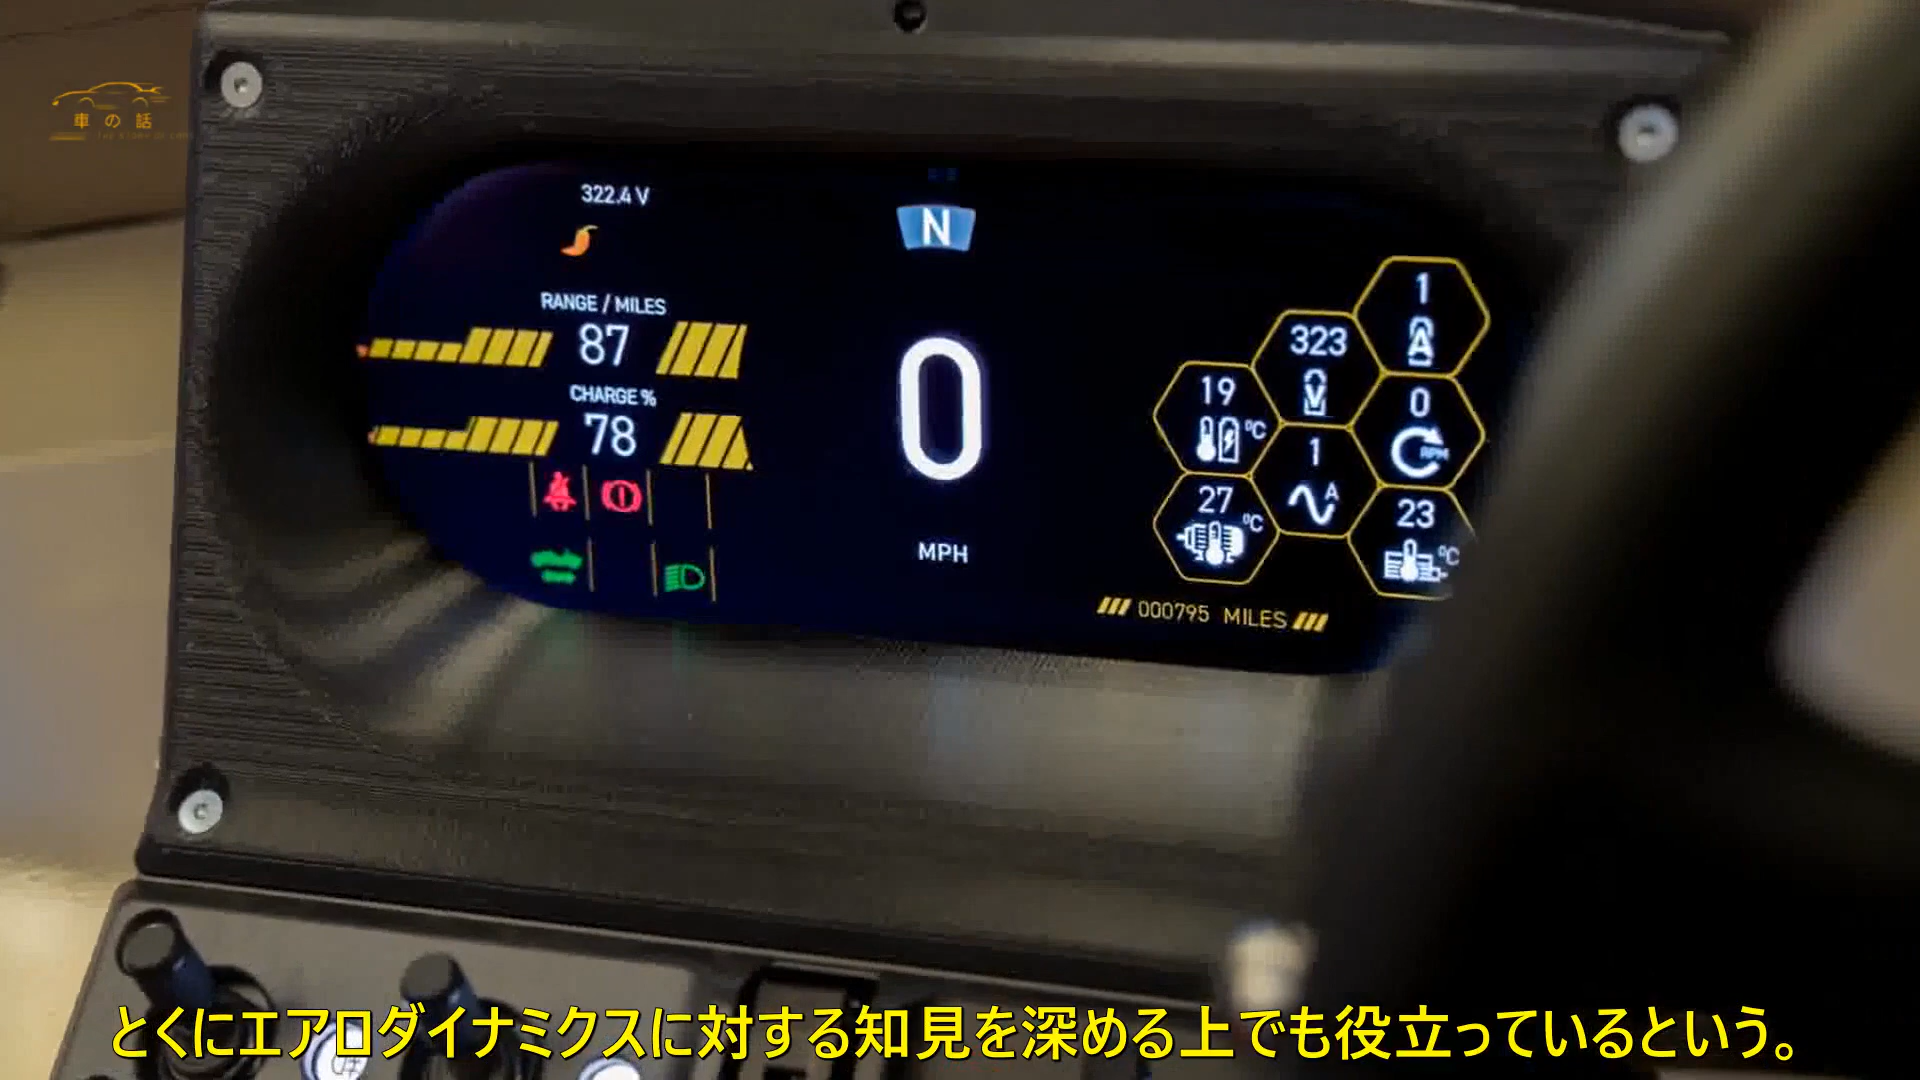 車の話
322.4 V
N
RANGE / MILES
87
CHARGE %
78
0
MPH
1
A
323
V
19
°C
0
RPM
1
A
27
°C
23
°C
000795 MILES
とくにエアロダイナミクスに対する知見を深める上でも役立っているという。